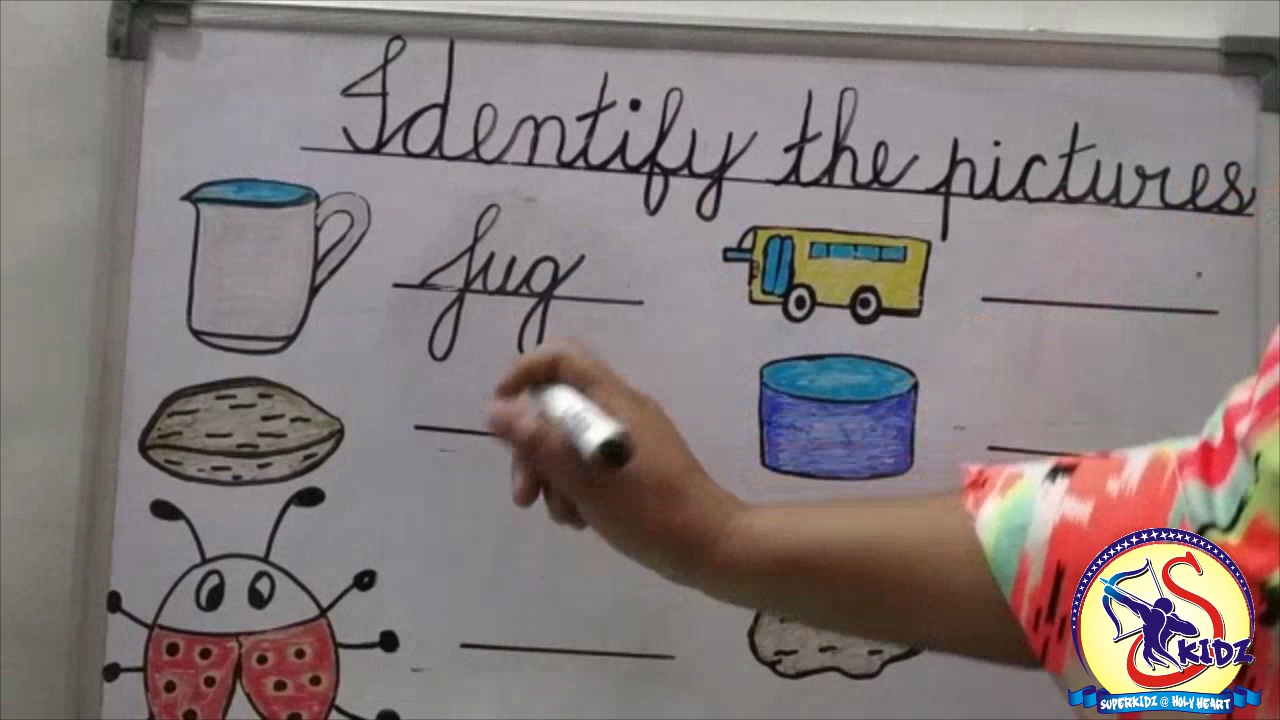 Identify the pictures
Jug
S
KIDZ
SUPERKIDZ @ HOLY HEART